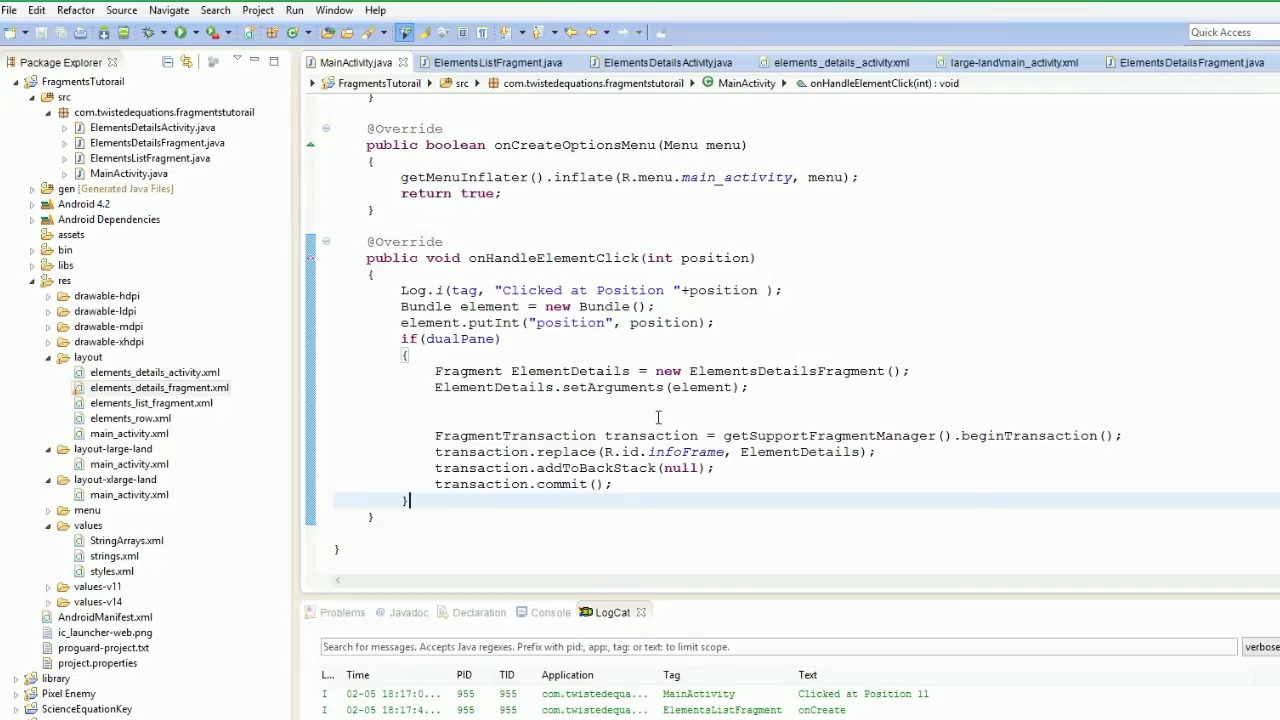 File Edit Refactor Source Navigate Search Project Run Window Help
Quick Access
Package Explorer
FragmentsTutorail
src
com.twistedequations.fragmentstutorail
ElementsDetailsActivity.java
ElementsDetailsFragment.java
ElementsListFragment.java
MainActivity.java
gen [Generated Java Files]
Android 4.2
Android Dependencies
assets
bin
libs
res
drawable-hdpi
drawable-ldpi
drawable-mdpi
drawable-xhdpi
layout
elements_details_activity.xml
elements_details_fragment.xml
elements_list_fragment.xml
elements_row.xml
main_activity.xml
layout-large-land
main_activity.xml
layout-xlarge-land
main_activity.xml
menu
values
StringArrays.xml
strings.xml
styles.xml
values-v11
values-v14
AndroidManifest.xml
ic_launcher-web.png
proguard-project.txt
project.properties
library
Pixel Enemy
ScienceEquationKey
MainActivity.java ElementsListFragment.java ElementsDetailsActivity.java elements _details _activity.xml large-land\main_activity.xml ElementsDetailsFragment.java
FragmentsTutorail src com.twistedequations.fragmentstutorail MainActivity onHandleElementClick(int) : void
}
@Override
public boolean onCreateOptionsMenu(Menu menu)
{
getMenuInflater().inflate(R.menu.main_activity, menu);
return true;
}
@Override
public void onHandleElementClick(int position)
{
Log.i(tag, "Clicked at Position "+position );
Bundle element = new Bundle();
element.putInt("position", position);
if(dualPane)
{
Fragment ElementDetails = new ElementsDetailsFragment();
ElementDetails.setArguments(element);
FragmentTransaction transaction = getSupportFragmentManager().beginTransaction();
transaction.replace(R.id.infoFrame, ElementDetails);
transaction.addToBackStack(null);
transaction.commit();
}
}
}
Problems @ Javadoc Declaration Console LogCat
Search for messages. Accepts Java regexes. Prefix with pid:, app:, tag: or text: to limit scope.
verbose
L... Time PID TID Application Tag Text
I 02-05 18:17:0... 955 955 com.twistedequa... MainActivity Clicked at Position 11
I 02-05 18:17:4... 955 955 com.twistedequa... ElementsListFragment onCreate